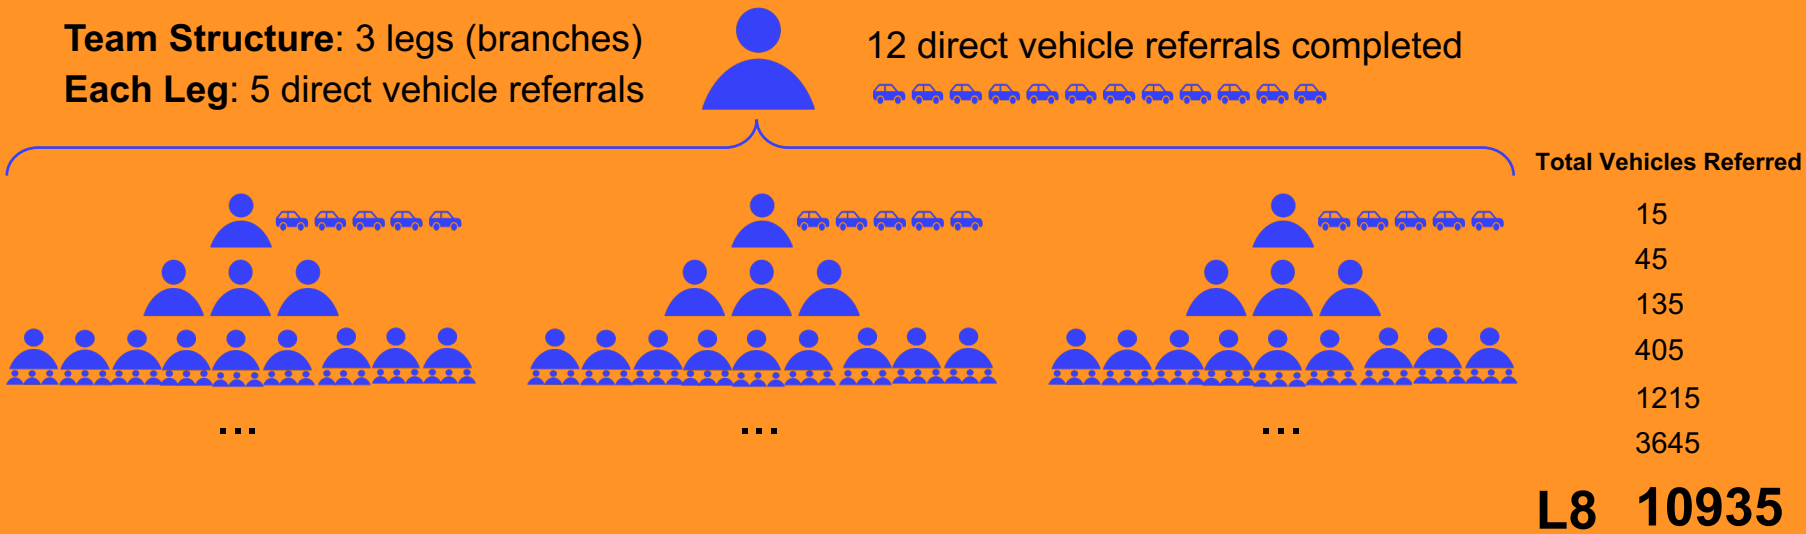 Team Structure: 3 legs (branches)
Each Leg: 5 direct vehicle referrals
12 direct vehicle referrals completed
Total Vehicles Referred
15
45
135
405
1215
3645
... ... ...
L8 10935